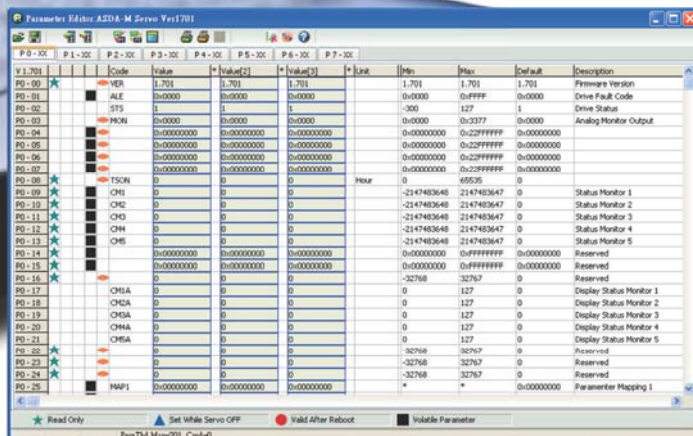 Parameter Editor:ASDA-M Servo Ver1701
P 0 - XX P 1 - XX P 2 - XX P 3 - XX P 4 - XX P 5 - XX P 6 - XX P 7 - XX
V 1.701 Code Value * Value[2] * Value[3] * Unit Min Max Default Description
P0 - 00 VER 1.701 1.701 1.701 1.701 1.701 1.701 Firmware Version
P0 - 01 ALE 0x0000 0x0000 0x0000 0x0000 0xFFFF 0x0000 Drive Fault Code
P0 - 02 STS 1 1 1 -300 127 1 Drive Status
P0 - 03 MON 0x0000 0x0000 0x0000 0x0000 0x3377 0x0000 Analog Monitor Output
P0 - 04 0x00000000 0x00000000 0x00000000 0x00000000 0x22FFFFFF 0x00000000
P0 - 05 0x00000000 0x00000000 0x00000000 0x00000000 0x22FFFFFF 0x00000000
P0 - 06 0x00000000 0x00000000 0x00000000 0x00000000 0x22FFFFFF 0x00000000
P0 - 07 0x00000000 0x00000000 0x00000000 0x00000000 0x22FFFFFF 0x00000000
P0 - 08 TSON 0 0 0 Hour 0 65535 0
P0 - 09 CM1 0 0 0 -2147483648 2147483647 0 Status Monitor 1
P0 - 10 CM2 0 0 0 -2147483648 2147483647 0 Status Monitor 2
P0 - 11 CM3 0 0 0 -2147483648 2147483647 0 Status Monitor 3
P0 - 12 CM4 0 0 0 -2147483648 2147483647 0 Status Monitor 4
P0 - 13 CM5 0 0 0 -2147483648 2147483647 0 Status Monitor 5
P0 - 14 0x00000000 0x00000000 0x00000000 0x00000000 0xFFFFFFFF 0x00000000 Reserved
P0 - 15 0x00000000 0x00000000 0x00000000 0x00000000 0xFFFFFFFF 0x00000000 Reserved
P0 - 16 0 0 0 -32768 32767 0 Reserved
P0 - 17 CM1A 0 0 0 0 127 0 Display Status Monitor 1
P0 - 18 CM2A 0 0 0 0 127 0 Display Status Monitor 2
P0 - 19 CM3A 0 0 0 0 127 0 Display Status Monitor 3
P0 - 20 CM4A 0 0 0 0 127 0 Display Status Monitor 4
P0 - 21 CM5A 0 0 0 0 127 0 Display Status Monitor 5
P0 - 22 0 0 0 -32768 32767 0 Reserved
P0 - 23 0 0 0 -32768 32767 0 Reserved
P0 - 24 0 0 0 -32768 32767 0 Reserved
P0 - 25 MAP1 0x00000000 0x00000000 0x00000000 * * 0x00000000 Paramenter Mapping 1
Read Only Set While Servo OFF Valid After Reboot Volatile Parameter